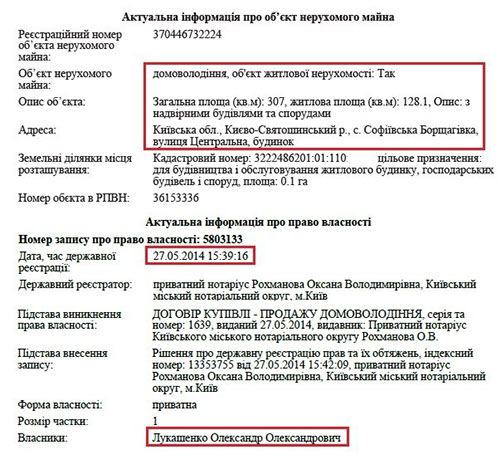 Актуальна інформація про об’єкт нерухомого майна
Реєстраційний номер об’єкта нерухомого майна: 370446732224
Об’єкт нерухомого майна: домоволодіння, об'єкт житлової нерухомості: Так
Опис об’єкта: Загальна площа (кв.м): 307, житлова площа (кв.м): 128.1, Опис: з
надвірними будівлями та спорудами
Адреса: Київська обл., Києво-Святошинський р., с. Софіївська Борщагівка,
вулиця Центральна, будинок
Земельні ділянки місця розташування: Кадастровий номер: 3222486201:01:110 цільове призначення:
для будівництва і обслуговування житлового будинку, господарських
будівель і споруд, площа: 0.1 га
Номер обєкта в РПВН: 36153336
Актуальна інформація про право власності
Номер запису про право власності: 5803133
Дата, час державної реєстрації: 27.05.2014 15:39:16
Державний реєстратор: приватний нотаріус Рохманова Оксана Володимирівна, Київський
міський нотаріальний округ, м.Київ
Підстава виникнення права власності: ДОГОВІР КУПІВЛІ - ПРОДАЖУ ДОМОВОЛОДІННЯ, серія та
номер: 1639, виданий 27.05.2014, видавник: Приватний нотаріус
Київського міського нотаріального округу Рохманова О.В.
Підстава внесення запису: Рішення про державну реєстрацію прав та їх обтяжень, індексний
номер: 13353755 від 27.05.2014 15:42:09, приватний нотаріус
Рохманова Оксана Володимирівна, Київський міський нотаріальний
округ, м.Київ
Форма власності: приватна
Розмір частки: 1
Власники: Лукашенко Олександр Олександрович